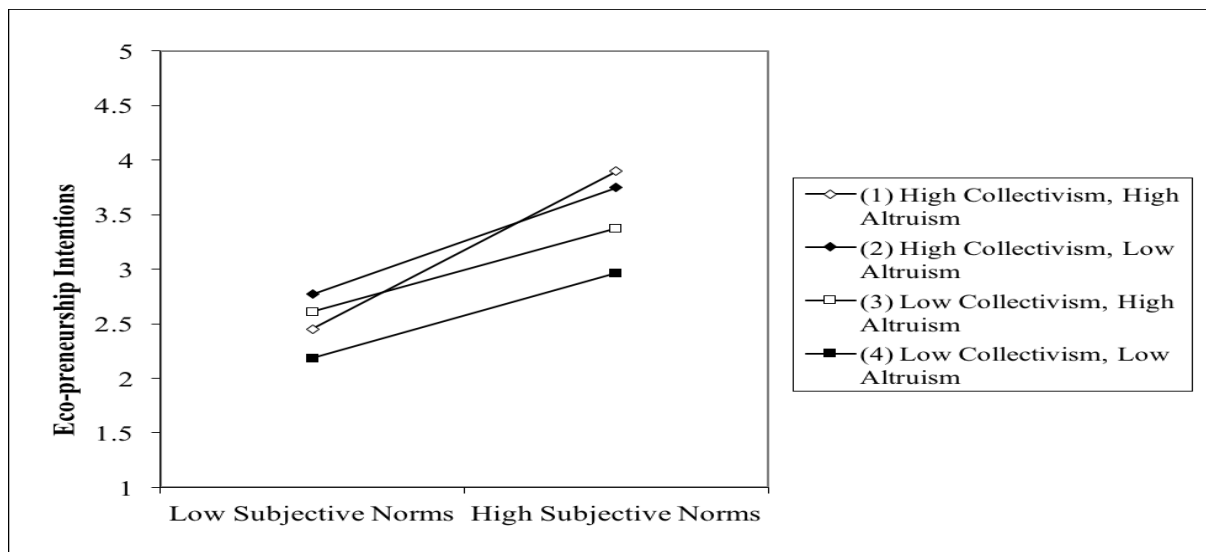 5
4.5
4
3.5
3
2.5
2
1.5
1
Eco-preneurship Intentions
Low Subjective Norms High Subjective Norms
(1) High Collectivism, High
Altruism
(2) High Collectivism, Low
Altruism
(3) Low Collectivism, High
Altruism
(4) Low Collectivism, Low
Altruism